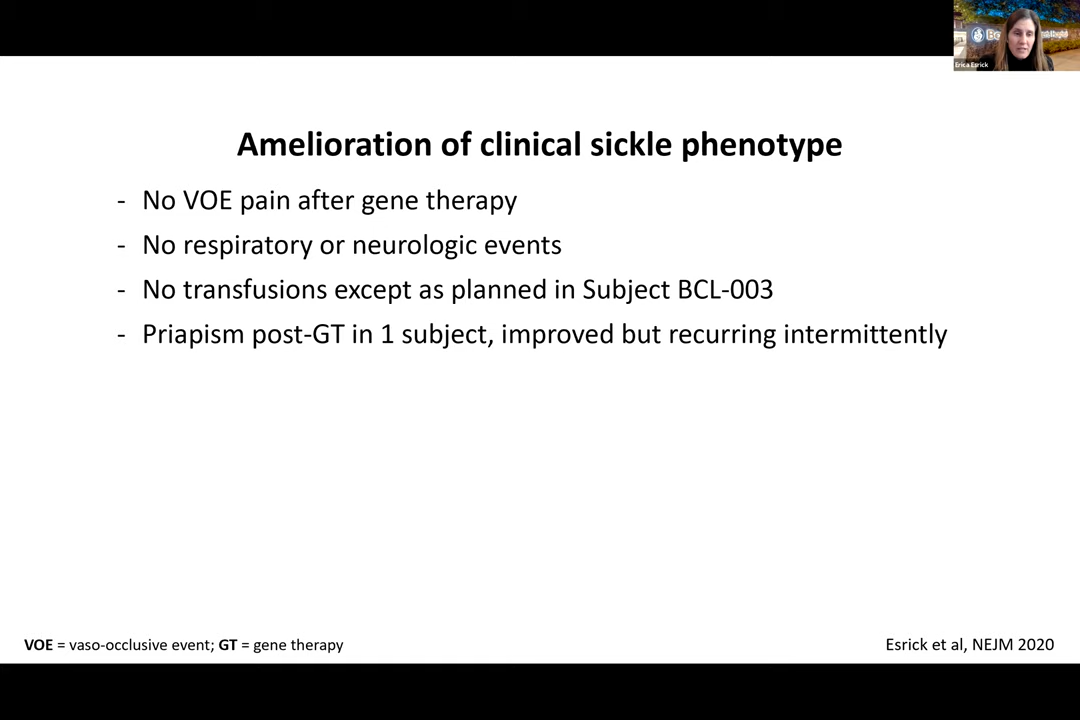 Erica Esrick
Amelioration of clinical sickle phenotype
- No VOE pain after gene therapy
- No respiratory or neurologic events
- No transfusions except as planned in Subject BCL-003
- Priapism post-GT in 1 subject, improved but recurring intermittently
VOE = vaso-occlusive event; GT = gene therapy
Esrick et al, NEJM 2020